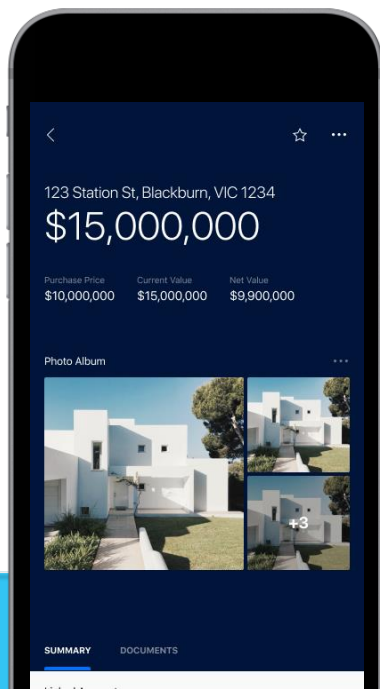 123 Station St, Blackburn, VIC 1234
$15,000,000
Purchase Price Current Value Net Value
$10,000,000 $15,000,000 $9,900,000
Photo Album
+3
SUMMARY DOCUMENTS